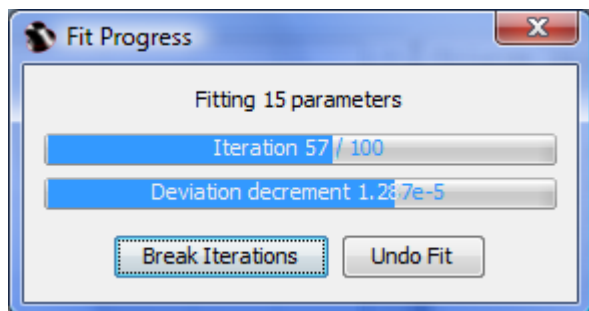 Fit Progress
Fitting 15 parameters
Iteration 57 / 100
Deviation decrement 1.287e-5
Break Iterations Undo Fit